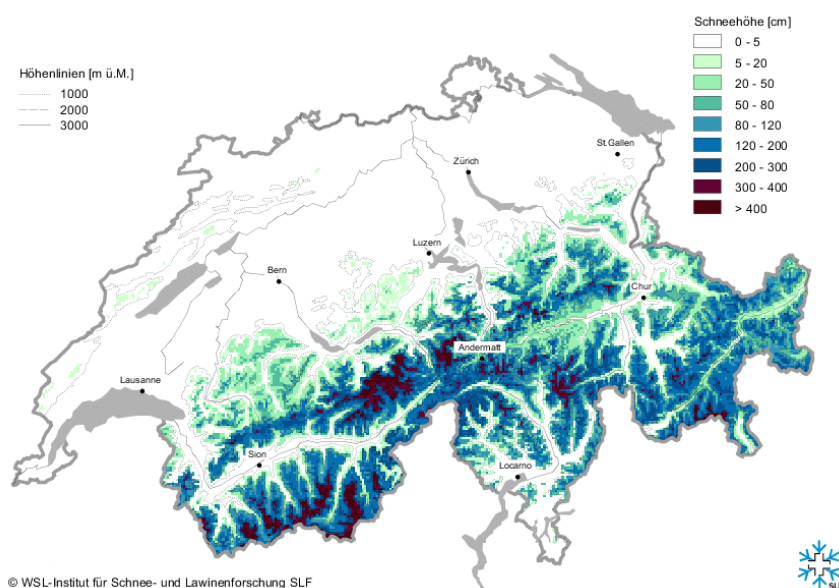 Schneehöhe [cm]
0 - 5
5 - 20
20 - 50
50 - 80
80 - 120
120 - 200
200 - 300
300 - 400
> 400
Höhenlinien [m ü.M.]
1000
2000
3000
St.Gallen
Zürich
Luzern
Bern
Chur
Andermatt
Lausanne
Sion
Locarno
© WSL-Institut für Schnee- und Lawinenforschung SLF